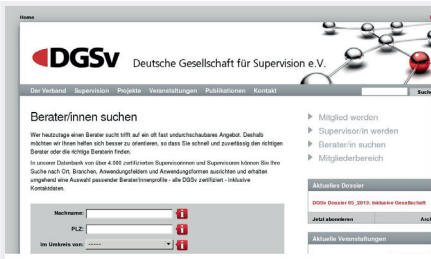 Home
DGSv Deutsche Gesellschaft für Supervision e.V.
Der Verband Supervision Projekte Veranstaltungen Publikationen Kontakt
Berater/innen suchen
Wer heutzutage einen Berater sucht trifft auf ein oft undurchschaubares Angebot. Deshalb
möchten wir Ihnen helfen sich besser zu orientieren, so dass Sie schnell und zuverlässig den richtigen
Berater oder die richtige Beraterin finden.
In unserer Datenbank von über 4.000 zertifizierten Supervisorinnen und Supervisoren können Sie Ihre
Suche nach Ort, Branchen, Anwendungsfeldern und Anwendungsformen ausrichten und erhalten
umgehend eine Auswahl passender Berater/innenprofile - alle DGSv zertifiziert - inklusive
Kontaktdaten.
Nachname:
PLZ:
Im Umkreis von: -----
Mitglied werden
Supervisor/in werden
Berater/in suchen
Mitgliederbereich
Aktuelles Dossier
DGSv Dossier 05_2013: Inklusive Gesellschaft
Jetzt abonnieren
Aktuelle Veranstaltungen